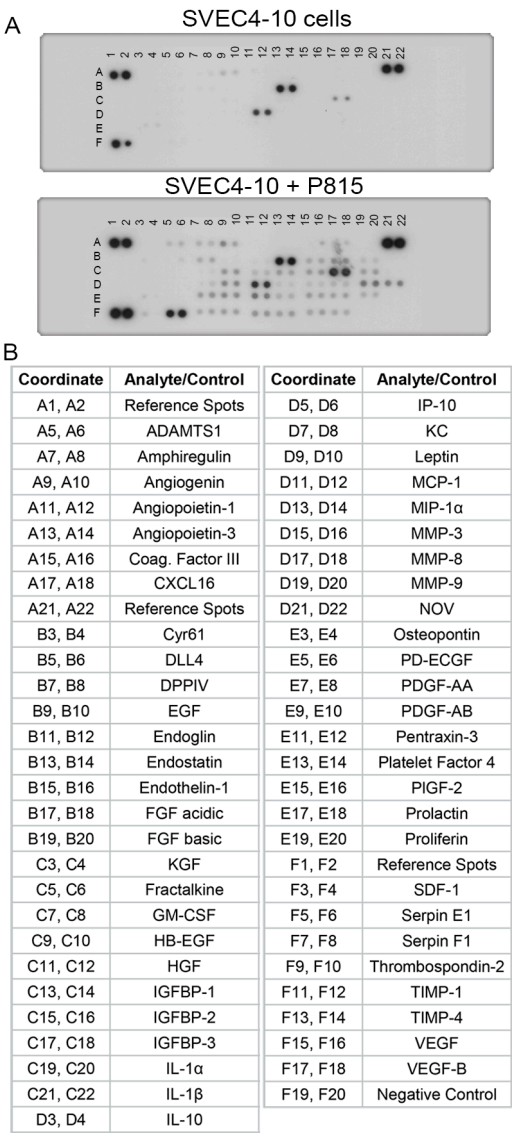 A
SVEC4-10 cells
1 2 3 4 5 6 7 8 9 10 11 12 13 14 15 16 17 18 19 20 21 22
A
B
C
D
E
F
SVEC4-10 + P815
1 2 3 4 5 6 7 8 9 10 11 12 13 14 15 16 17 18 19 20 21 22
A
B
C
D
E
F
B
Coordinate Analyte/Control Coordinate Analyte/Control
A1, A2 Reference Spots D5, D6 IP-10
A5, A6 ADAMTS1 D7, D8 KC
A7, A8 Amphiregulin D9, D10 Leptin
A9, A10 Angiogenin D11, D12 MCP-1
A11, A12 Angiopoietin-1 D13, D14 MIP-1α
A13, A14 Angiopoietin-3 D15, D16 MMP-3
A15, A16 Coag. Factor III D17, D18 MMP-8
A17, A18 CXCL16 D19, D20 MMP-9
A21, A22 Reference Spots D21, D22 NOV
B3, B4 Cyr61 E3, E4 Osteopontin
B5, B6 DLL4 E5, E6 PD-ECGF
B7, B8 DPPIV E7, E8 PDGF-AA
B9, B10 EGF E9, E10 PDGF-AB
B11, B12 Endoglin E11, E12 Pentraxin-3
B13, B14 Endostatin E13, E14 Platelet Factor 4
B15, B16 Endothelin-1 E15, E16 PlGF-2
B17, B18 FGF acidic E17, E18 Prolactin
B19, B20 FGF basic E19, E20 Proliferin
C3, C4 KGF F1, F2 Reference Spots
C5, C6 Fractalkine F3, F4 SDF-1
C7, C8 GM-CSF F5, F6 Serpin E1
C9, C10 HB-EGF F7, F8 Serpin F1
C11, C12 HGF F9, F10 Thrombospondin-2
C13, C14 IGFBP-1 F11, F12 TIMP-1
C15, C16 IGFBP-2 F13, F14 TIMP-4
C17, C18 IGFBP-3 F15, F16 VEGF
C19, C20 IL-1α F17, F18 VEGF-B
C21, C22 IL-1β F19, F20 Negative Control
D3, D4 IL-10